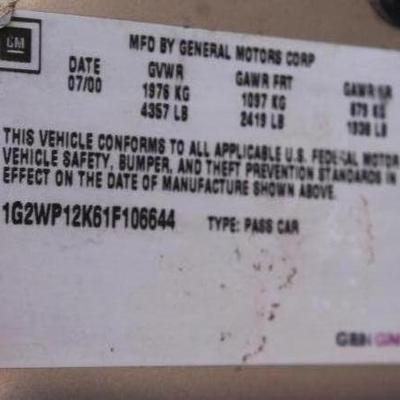 GM
MFD BY GENERAL MOTORS CORP
DATE GVWR GAWR FRT GAWR RR
07/00 1976 KG 1097 KG 879 KG
4357 LB 2419 LB 1938 LB
THIS VEHICLE CONFORMS TO ALL APPLICABLE U.S. FEDERAL MOTOR
VEHICLE SAFETY, BUMPER, AND THEFT PREVENTION STANDARDS IN
EFFECT ON THE DATE OF MANUFACTURE SHOWN ABOVE.
1G2WP12K61F106644 TYPE: PASS CAR